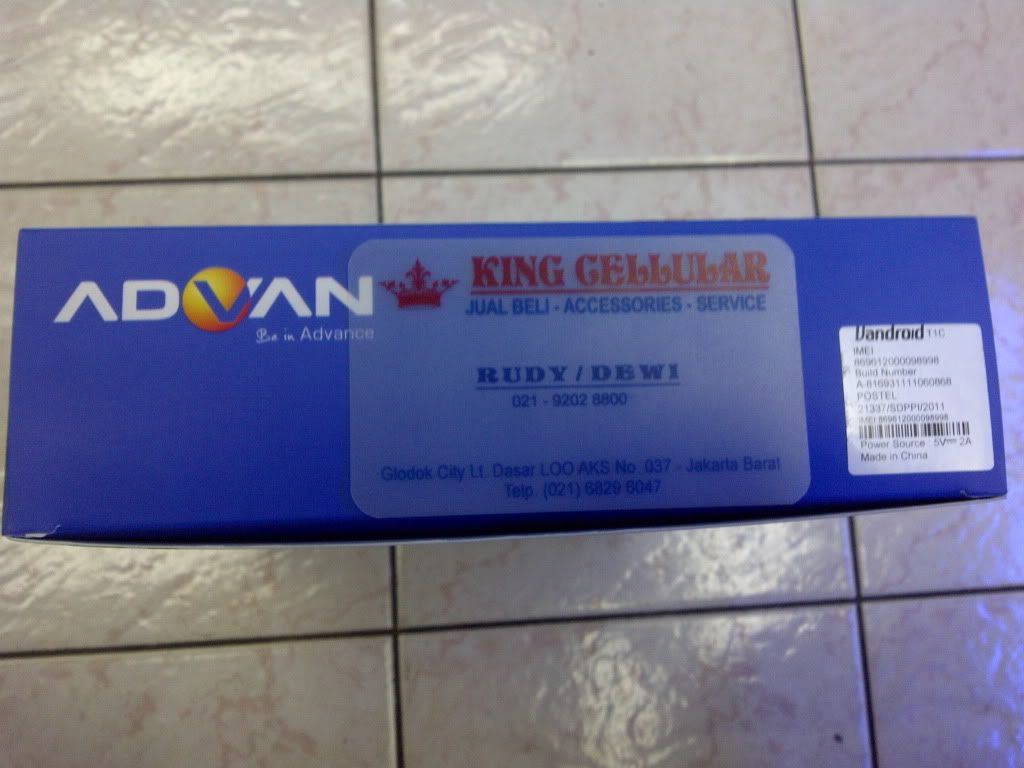 ADVAN
Be in Advance
KING CELLULAR
JUAL BELI - ACCESSORIES - SERVICE
RUDY / DEWI
021 - 9202 8800
Glodok City Lt. Dasar LOO AKS No. 037 - Jakarta Barat
Telp. (021) 6829 6047
Vandroid T1C
IMEI
869612000098998
Build Number
A-816931111060868
POSTEL
21337/SDPPI/2011
IMEI 869612000098998
Power Source : 5V⎓ 2A
Made in China